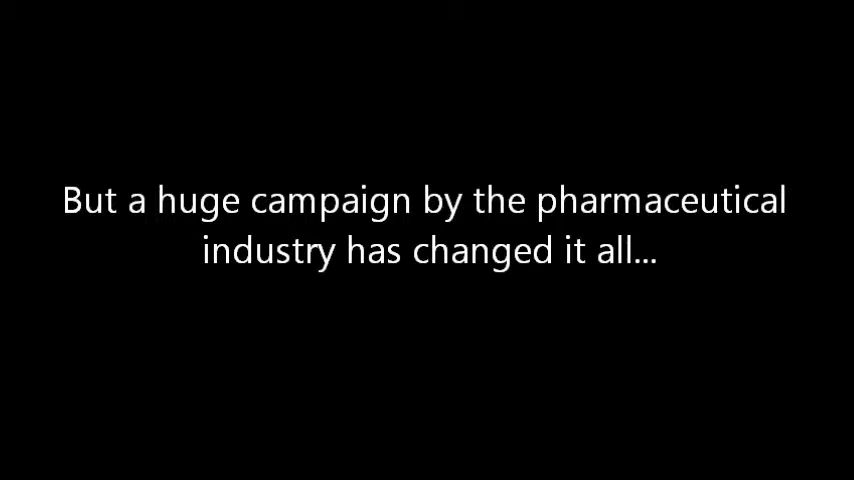 But a huge campaign by the pharmaceutical
industry has changed it all...